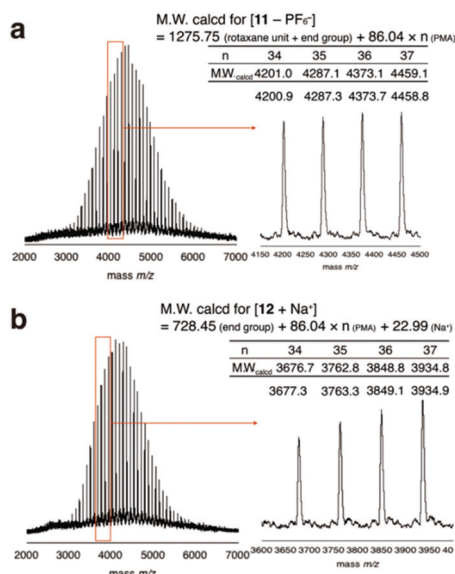 a
M.W. calcd for [11 – PF₆⁻]
= 1275.75 (rotaxane unit + end group) + 86.04 × n (PMA)
n 34 35 36 37
M.W.calcd 4201.0 4287.1 4373.1 4459.1
4200.9 4287.3 4373.7 4458.8
2000 3000 4000 5000 6000 7000
mass m/z
4150 4200 4250 4300 4350 4400 4450 4500
mass m/z
b
M.W. calcd for [12 + Na⁺]
= 728.45 (end group) + 86.04 × n (PMA) + 22.99 (Na⁺)
n 34 35 36 37
M.Wcalcd 3676.7 3762.8 3848.8 3934.8
3677.3 3763.3 3849.1 3934.9
2000 3000 4000 5000 6000 7000
mass m/z
3600 3650 3700 3750 3800 3850 3900 3950 40
mass m/z